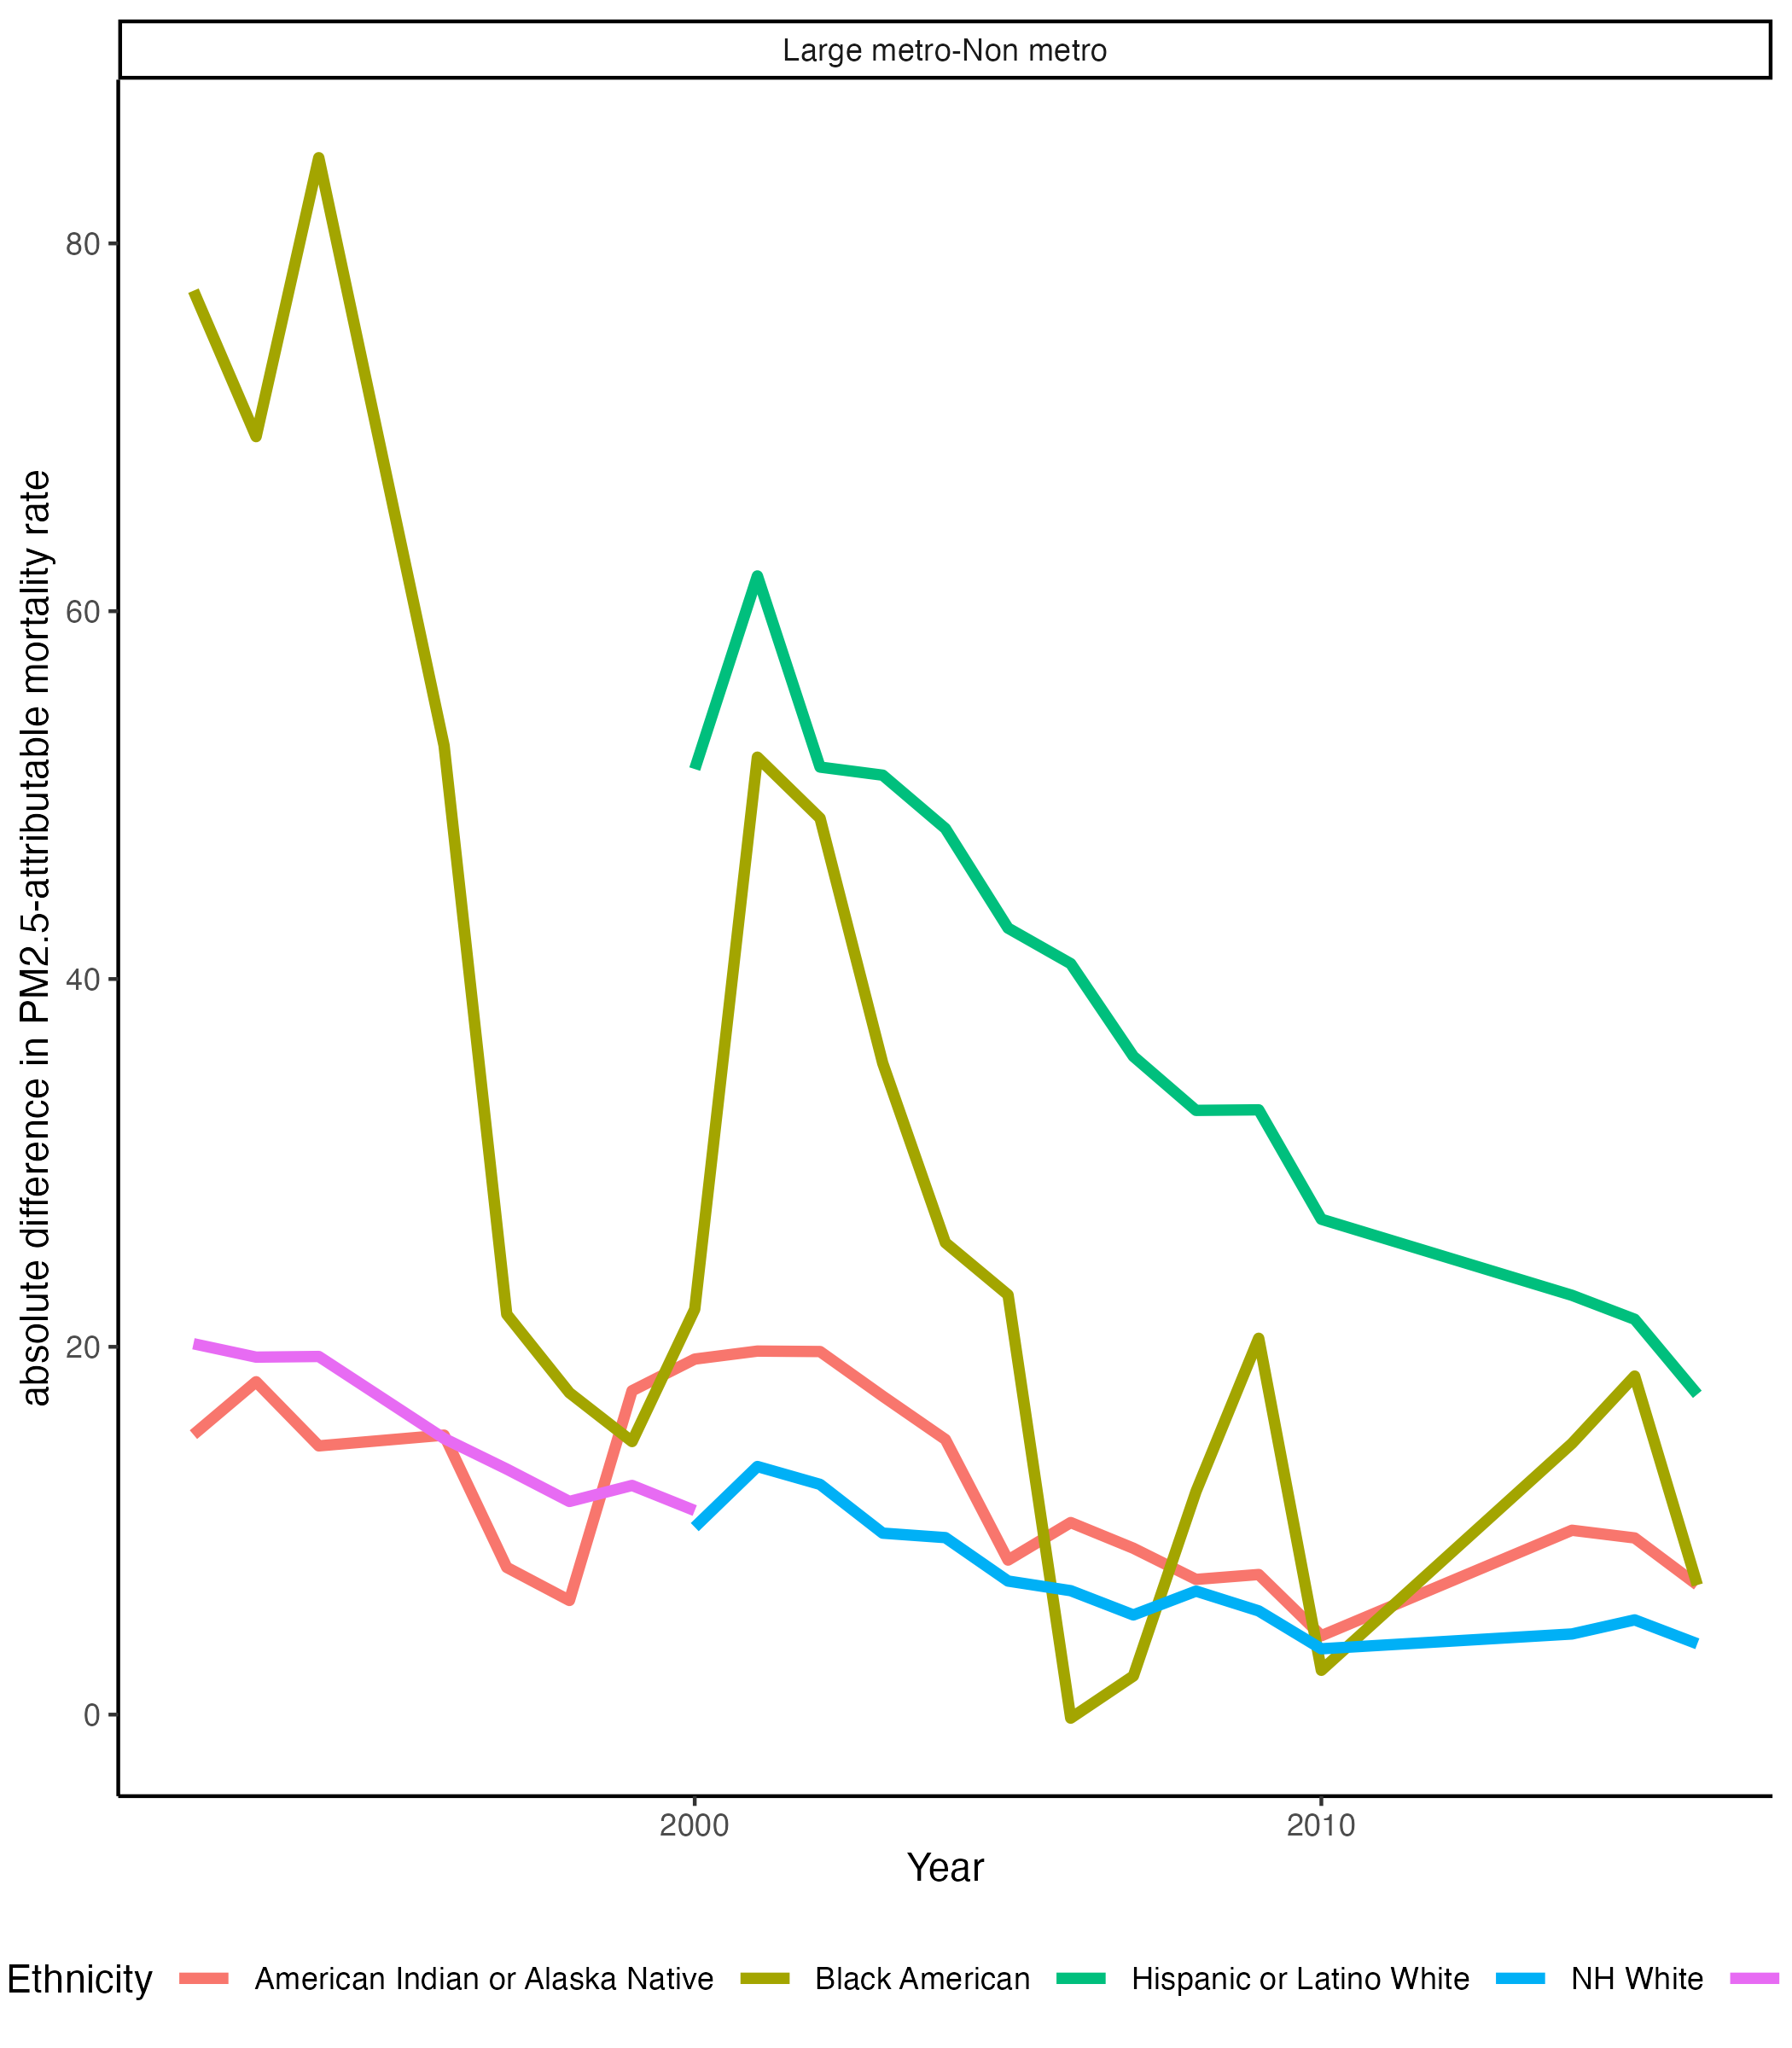 Large metro-Non metro
absolute difference in PM2.5-attributable mortality rate
80
60
40
20
0
2000 2010
Year
Ethnicity American Indian or Alaska Native Black American Hispanic or Latino White NH White